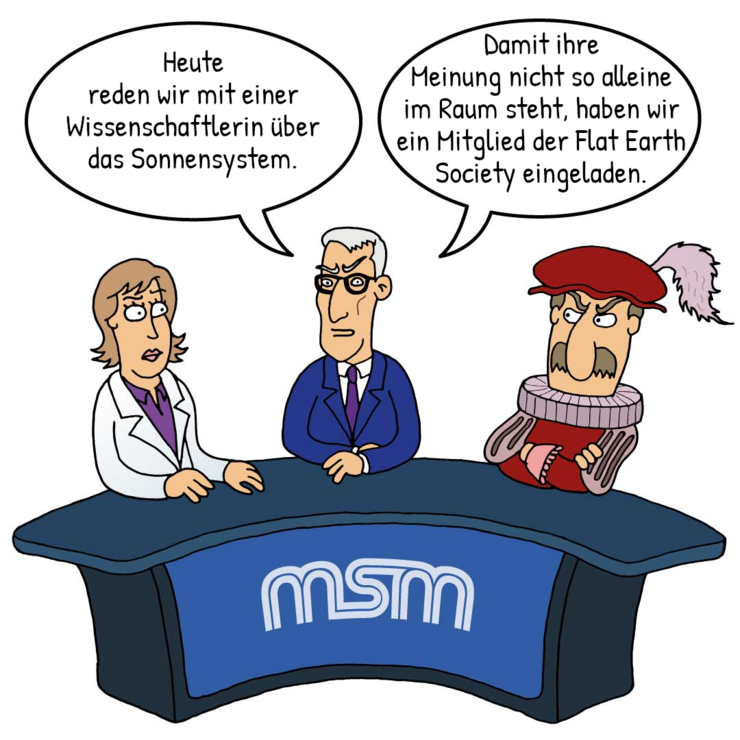 Heute
reden wir mit einer
Wissenschaftlerin über
das Sonnensystem.
Damit ihre
Meinung nicht so alleine
im Raum steht, haben wir
ein Mitglied der Flat Earth
Society eingeladen.
msm